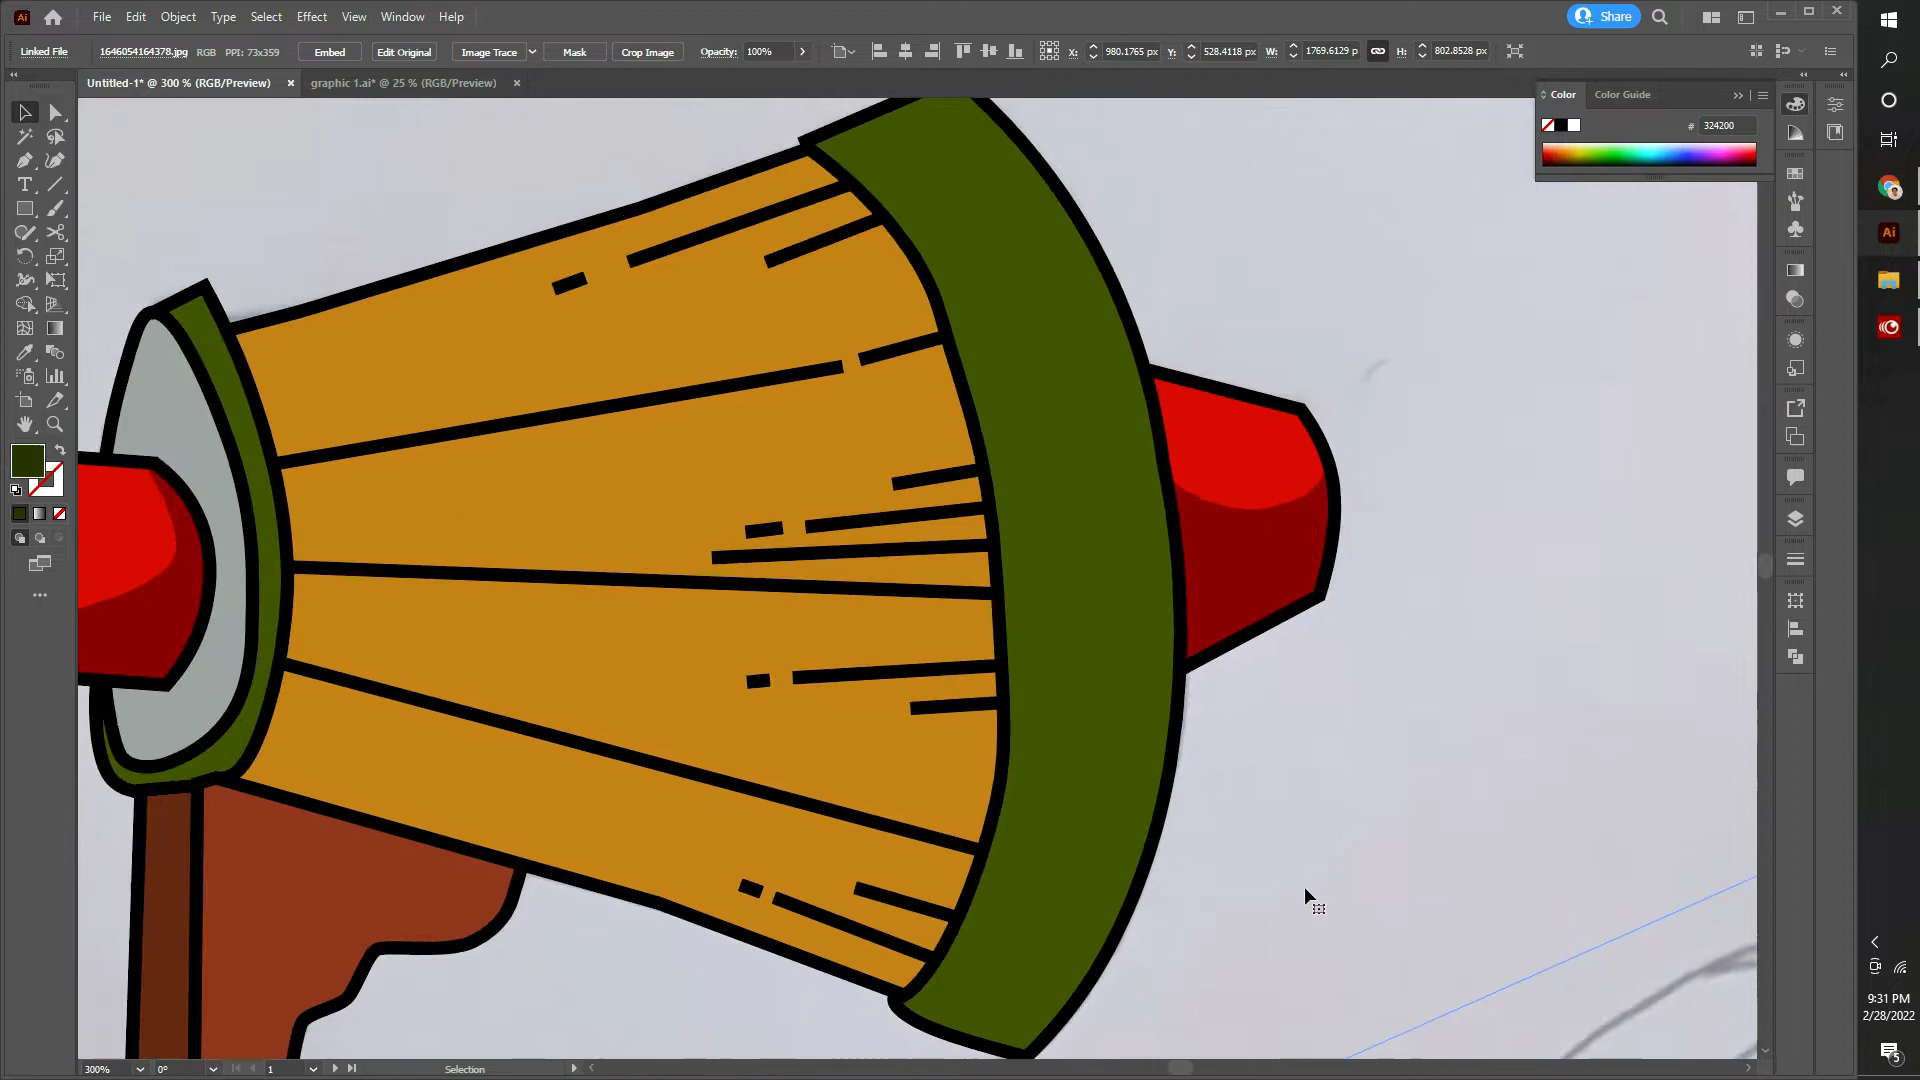 Ai File Edit Object Type Select Effect View Window Help Share
Linked File 1646054164378.jpg RGB PPI: 73x359 Embed Edit Original Image Trace Mask Crop Image Opacity: 100% X: 980.1765 px Y: 528.4118 px W: 1769.6129 p H: 802.8528 px
Untitled-1* @ 300 % (RGB/Preview) × graphic 1.ai* @ 25 % (RGB/Preview) ×
Color Color Guide
# 324200
Ai
300% 0° 1 Selection
9:31 PM
2/28/2022
5